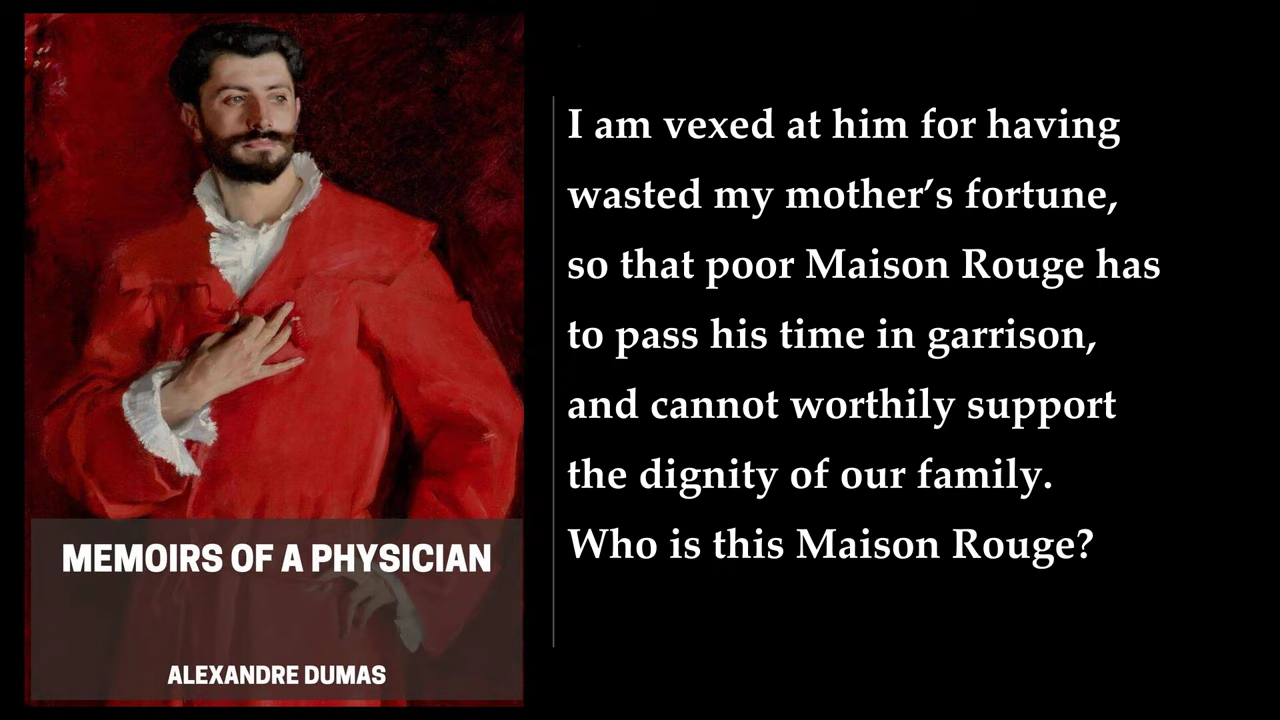 MEMOIRS OF A PHYSICIAN
ALEXANDRE DUMAS
I am vexed at him for having
wasted my mother’s fortune,
so that poor Maison Rouge has
to pass his time in garrison,
and cannot worthily support
the dignity of our family.
Who is this Maison Rouge?